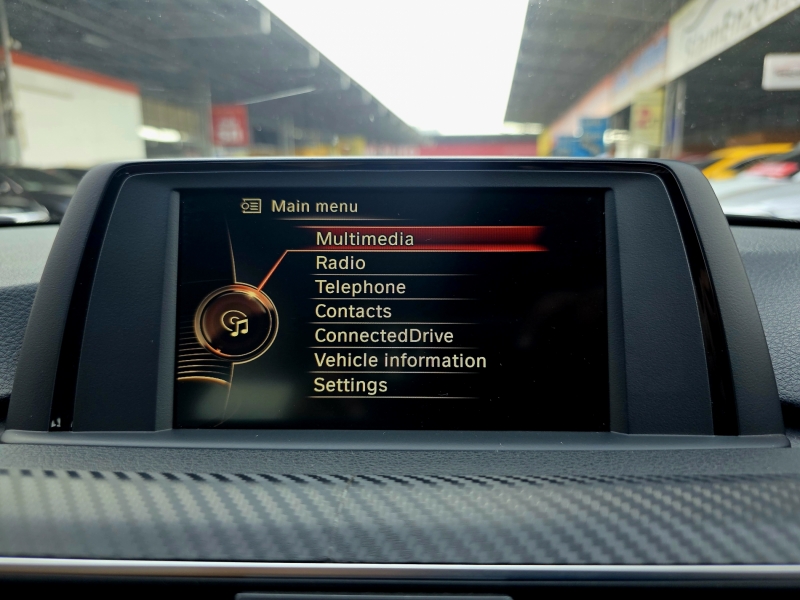 Main menu
Multimedia
Radio
Telephone
Contacts
ConnectedDrive
Vehicle information
Settings